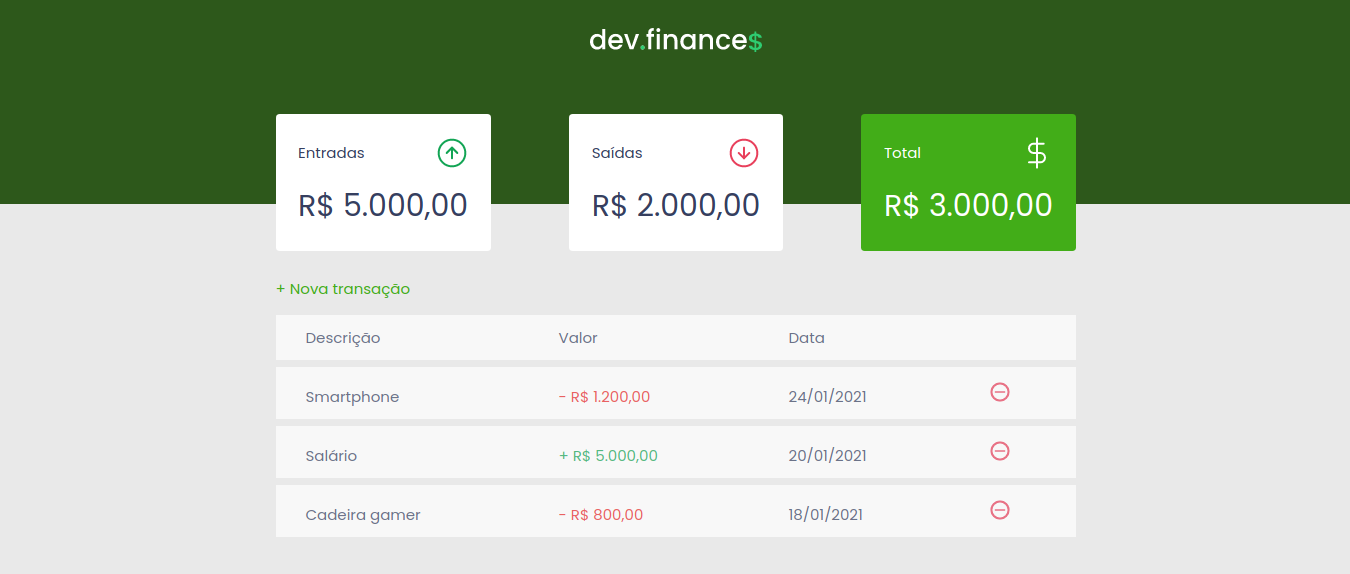 dev.finance$
Entradas
R$ 5.000,00
Saídas
R$ 2.000,00
Total
$
R$ 3.000,00
+ Nova transação
Descrição Valor Data
Smartphone - R$ 1.200,00 24/01/2021
Salário + R$ 5.000,00 20/01/2021
Cadeira gamer - R$ 800,00 18/01/2021